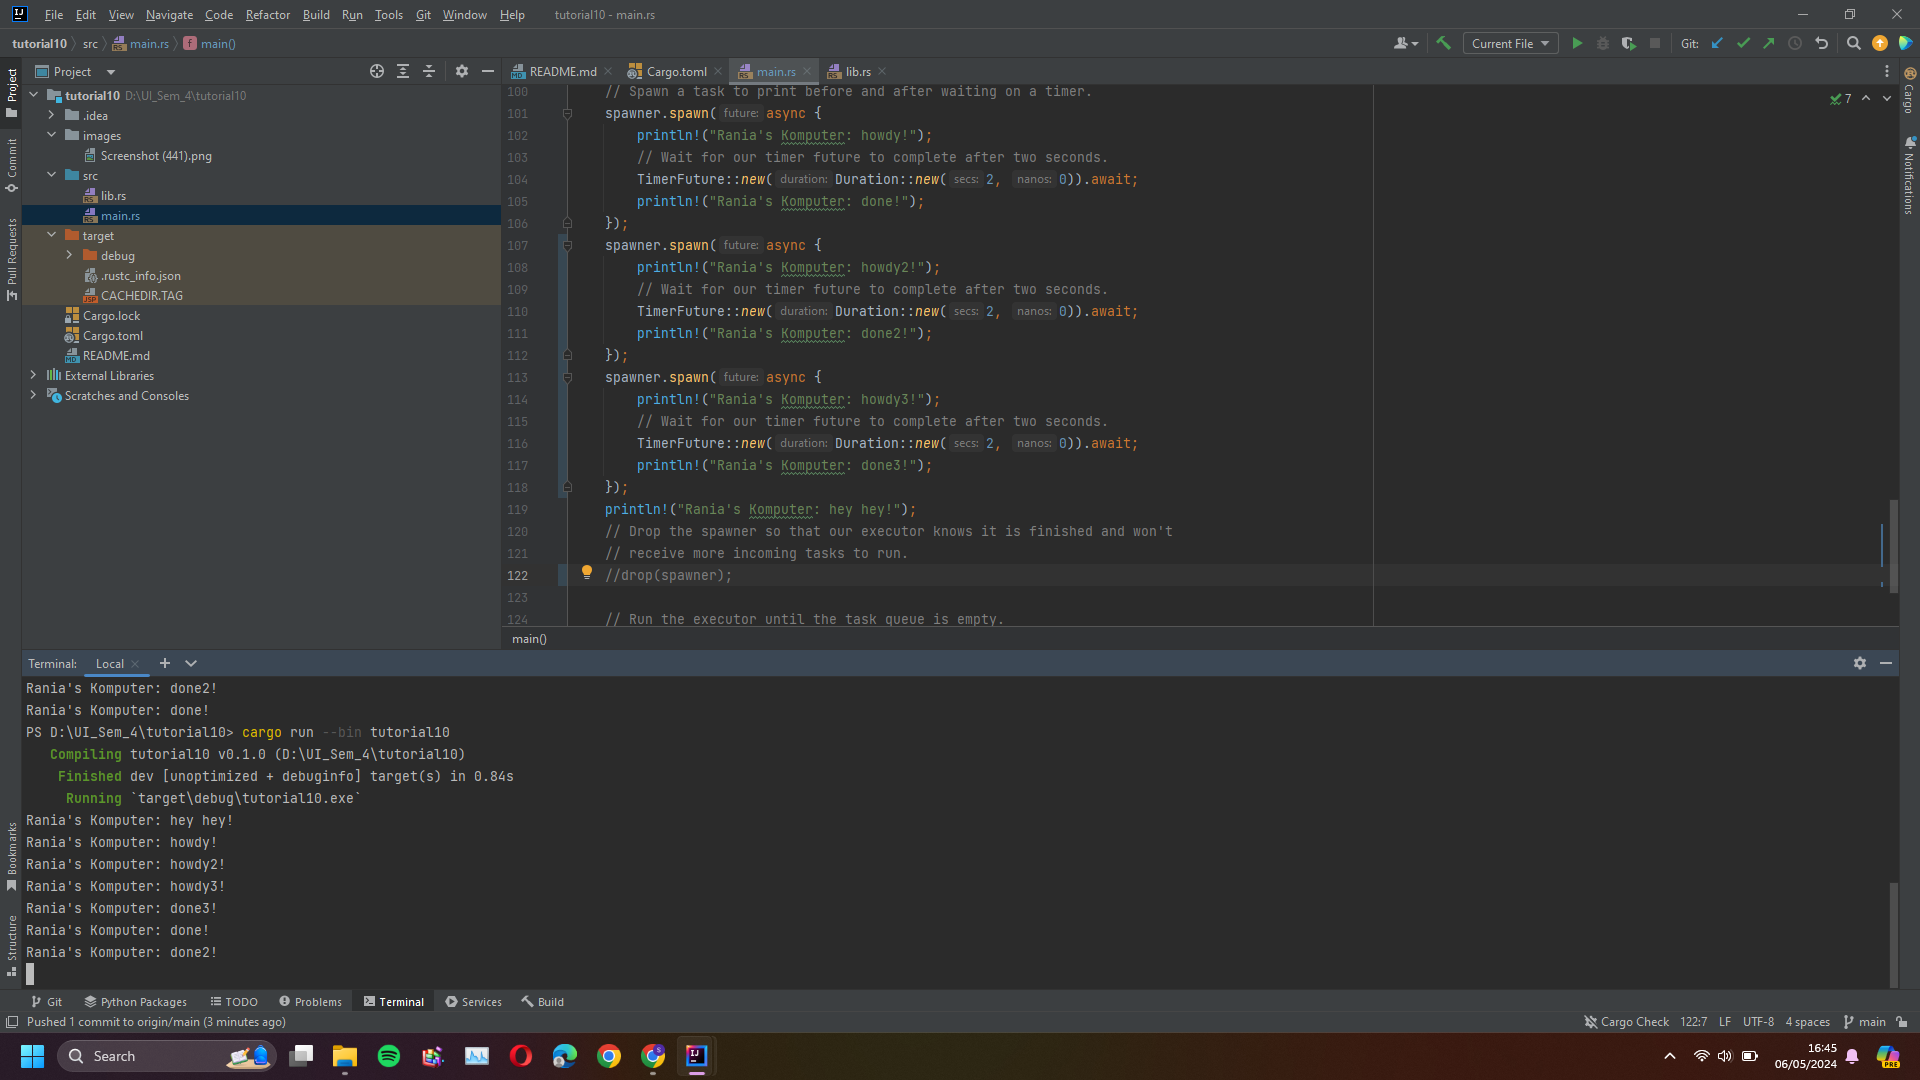 File Edit View Navigate Code Refactor Build Run Tools Git Window Help tutorial10 - main.rs
tutorial10 src main.rs main() Current File Git:
Project README.md Cargo.toml main.rs lib.rs
tutorial10 D:\UI_Sem_4\tutorial10
.idea
images
Screenshot (441).png
src
lib.rs
main.rs
target
debug
.rustc_info.json
CACHEDIR.TAG
Cargo.lock
Cargo.toml
README.md
External Libraries
Scratches and Consoles
Project
Commit
Pull Requests
Bookmarks
Structure
Cargo
Notifications
7
100 // Spawn a task to print before and after waiting on a timer.
101 spawner.spawn( future: async {
102 println!("Rania's Komputer: howdy!");
103 // Wait for our timer future to complete after two seconds.
104 TimerFuture::new( duration: Duration::new( secs: 2, nanos: 0)).await;
105 println!("Rania's Komputer: done!");
106 });
107 spawner.spawn( future: async {
108 println!("Rania's Komputer: howdy2!");
109 // Wait for our timer future to complete after two seconds.
110 TimerFuture::new( duration: Duration::new( secs: 2, nanos: 0)).await;
111 println!("Rania's Komputer: done2!");
112 });
113 spawner.spawn( future: async {
114 println!("Rania's Komputer: howdy3!");
115 // Wait for our timer future to complete after two seconds.
116 TimerFuture::new( duration: Duration::new( secs: 2, nanos: 0)).await;
117 println!("Rania's Komputer: done3!");
118 });
119 println!("Rania's Komputer: hey hey!");
120 // Drop the spawner so that our executor knows it is finished and won't
121 // receive more incoming tasks to run.
122 //drop(spawner);
123
124 // Run the executor until the task queue is empty.
main()
Terminal: Local
Rania's Komputer: done2!
Rania's Komputer: done!
PS D:\UI_Sem_4\tutorial10> cargo run --bin tutorial10
Compiling tutorial10 v0.1.0 (D:\UI_Sem_4\tutorial10)
Finished dev [unoptimized + debuginfo] target(s) in 0.84s
Running `target\debug\tutorial10.exe`
Rania's Komputer: hey hey!
Rania's Komputer: howdy!
Rania's Komputer: howdy2!
Rania's Komputer: howdy3!
Rania's Komputer: done3!
Rania's Komputer: done!
Rania's Komputer: done2!
Git Python Packages TODO Problems Terminal Services Build
Pushed 1 commit to origin/main (3 minutes ago) Cargo Check 122:7 LF UTF-8 4 spaces main
Search 16:45
06/05/2024
PRE